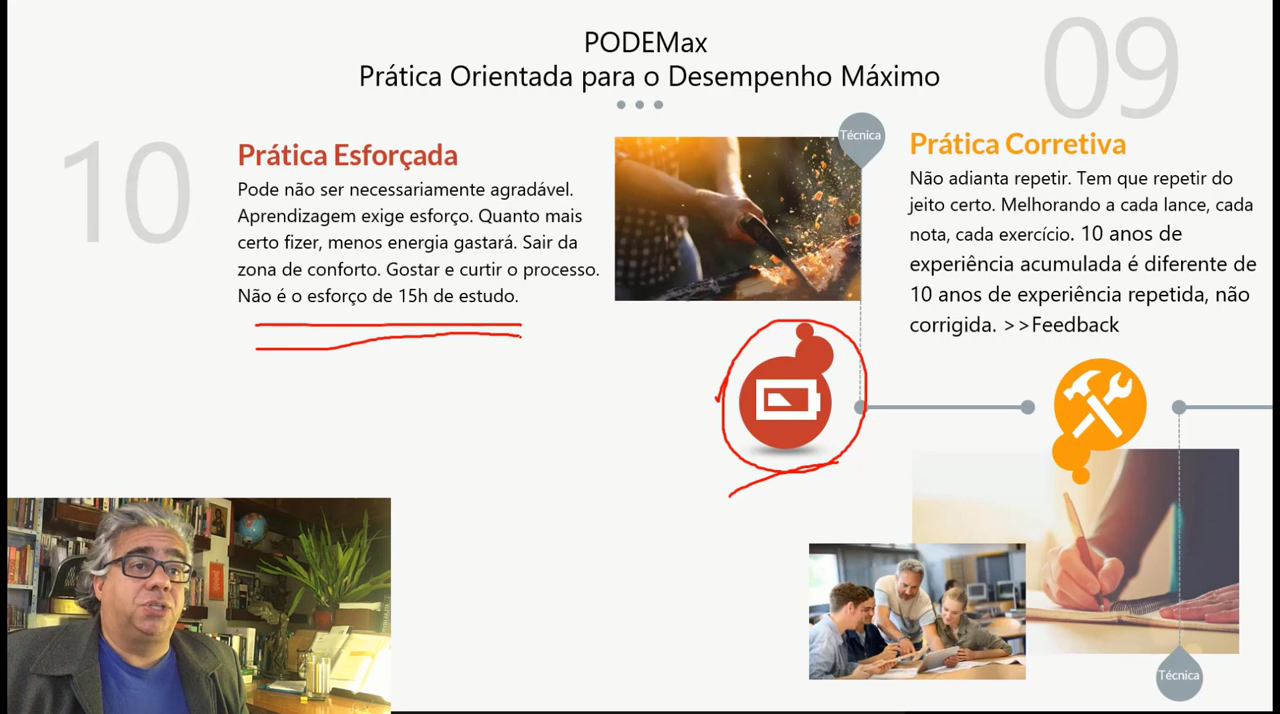 PODEMax
Prática Orientada para o Desempenho Máximo
10
Prática Esforçada
Pode não ser necessariamente agradável.
Aprendizagem exige esforço. Quanto mais
certo fizer, menos energia gastará. Sair da
zona de conforto. Gostar e curtir o processo.
Não é o esforço de 15h de estudo.
Técnica
09
Prática Corretiva
Não adianta repetir. Tem que repetir do
jeito certo. Melhorando a cada lance, cada
nota, cada exercício. 10 anos de
experiência acumulada é diferente de
10 anos de experiência repetida, não
corrigida. >>Feedback
Técnica